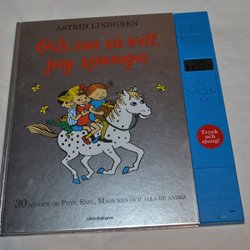 ASTRID LINDGREN
Och om så vill
jag sjunga
Tryck
och
sjung!
30 SÅNGER OM PIPPI, EMIL, MADICKEN OCH ALLA DE ANDRA